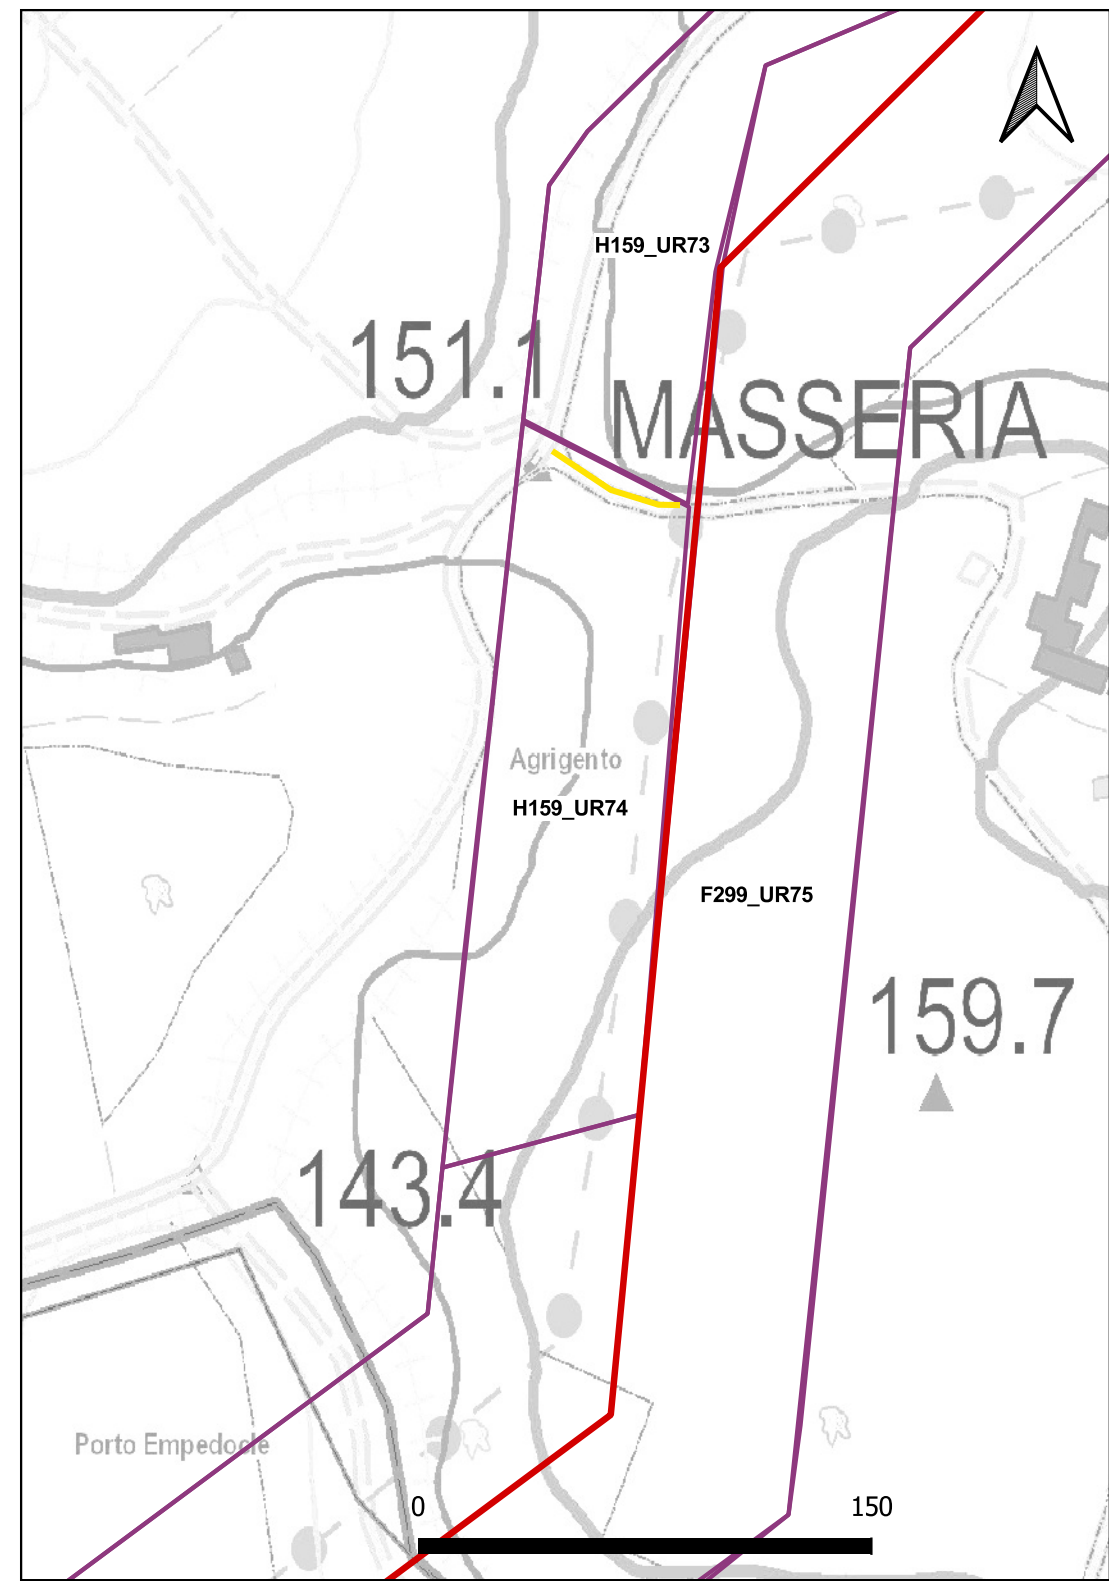 H159_UR73
151.1
MASSERIA
Agrigento
H159_UR74
F299_UR75
159.7
143.4
Porto Empedocle
0
150